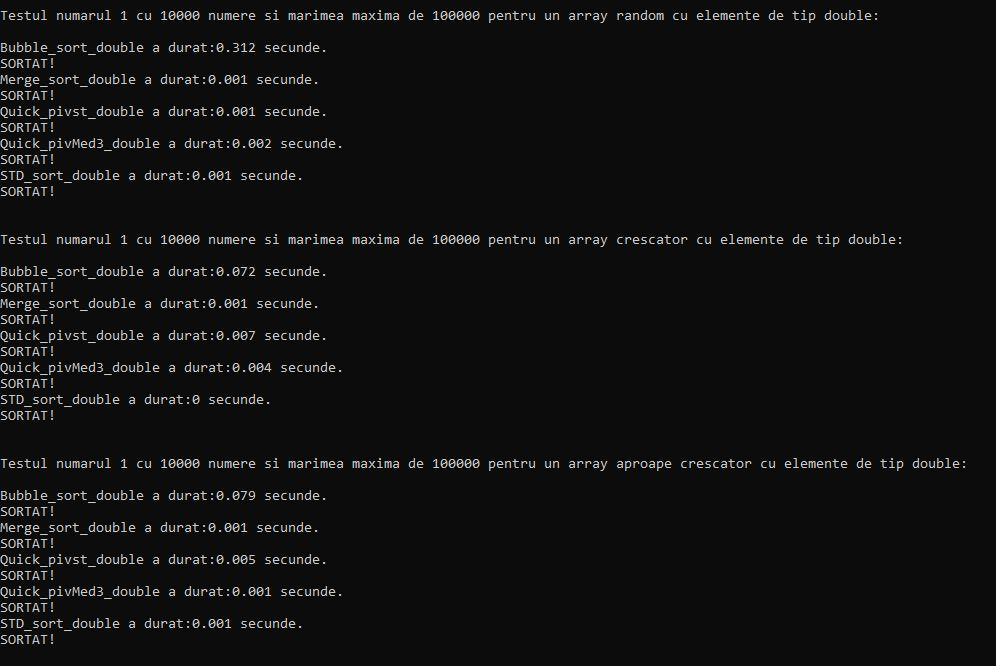 Testul numarul 1 cu 10000 numere si marimea maxima de 100000 pentru un array random cu elemente de tip double:
Bubble_sort_double a durat:0.312 secunde.
SORTAT!
Merge_sort_double a durat:0.001 secunde.
SORTAT!
Quick_pivst_double a durat:0.001 secunde.
SORTAT!
Quick_pivMed3_double a durat:0.002 secunde.
SORTAT!
STD_sort_double a durat:0.001 secunde.
SORTAT!
Testul numarul 1 cu 10000 numere si marimea maxima de 100000 pentru un array crescator cu elemente de tip double:
Bubble_sort_double a durat:0.072 secunde.
SORTAT!
Merge_sort_double a durat:0.001 secunde.
SORTAT!
Quick_pivst_double a durat:0.007 secunde.
SORTAT!
Quick_pivMed3_double a durat:0.004 secunde.
SORTAT!
STD_sort_double a durat:0 secunde.
SORTAT!
Testul numarul 1 cu 10000 numere si marimea maxima de 100000 pentru un array aproape crescator cu elemente de tip double:
Bubble_sort_double a durat:0.079 secunde.
SORTAT!
Merge_sort_double a durat:0.001 secunde.
SORTAT!
Quick_pivst_double a durat:0.005 secunde.
SORTAT!
Quick_pivMed3_double a durat:0.001 secunde.
SORTAT!
STD_sort_double a durat:0.001 secunde.
SORTAT!